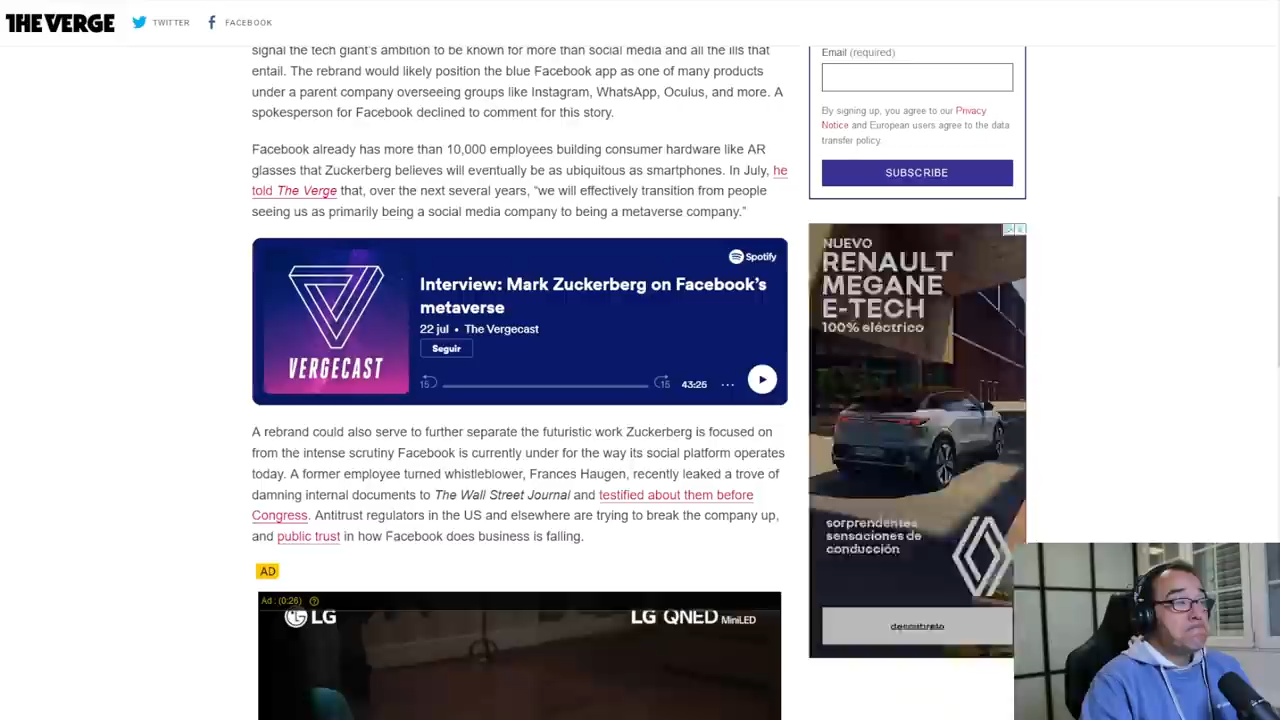 THE VERGE
TWITTER
FACEBOOK
signal the tech giant's ambition to be known for more than social media and all the ills that
entail. The rebrand would likely position the blue Facebook app as one of many products
under a parent company overseeing groups like Instagram, WhatsApp, Oculus, and more. A
spokesperson for Facebook declined to comment for this story.
Facebook already has more than 10,000 employees building consumer hardware like AR
glasses that Zuckerberg believes will eventually be as ubiquitous as smartphones. In July, he
told The Verge that, over the next several years, “we will effectively transition from people
seeing us as primarily being a social media company to being a metaverse company.”
Spotify
Interview: Mark Zuckerberg on Facebook's
metaverse
22 jul • The Vergecast
Seguir
VERGECAST
15
15
43:25
A rebrand could also serve to further separate the futuristic work Zuckerberg is focused on
from the intense scrutiny Facebook is currently under for the way its social platform operates
today. A former employee turned whistleblower, Frances Haugen, recently leaked a trove of
damning internal documents to The Wall Street Journal and testified about them before
Congress. Antitrust regulators in the US and elsewhere are trying to break the company up,
and public trust in how Facebook does business is falling.
AD
Ad : (0:26)
LG
LG QNED MiniLED
Email (required)
By signing up, you agree to our Privacy
Notice and European users agree to the data
transfer policy.
SUBSCRIBE
NUEVO
RENAULT
MEGANE
E-TECH
100% eléctrico
sorprendentes
sensaciones de
conducción
descúbrelo